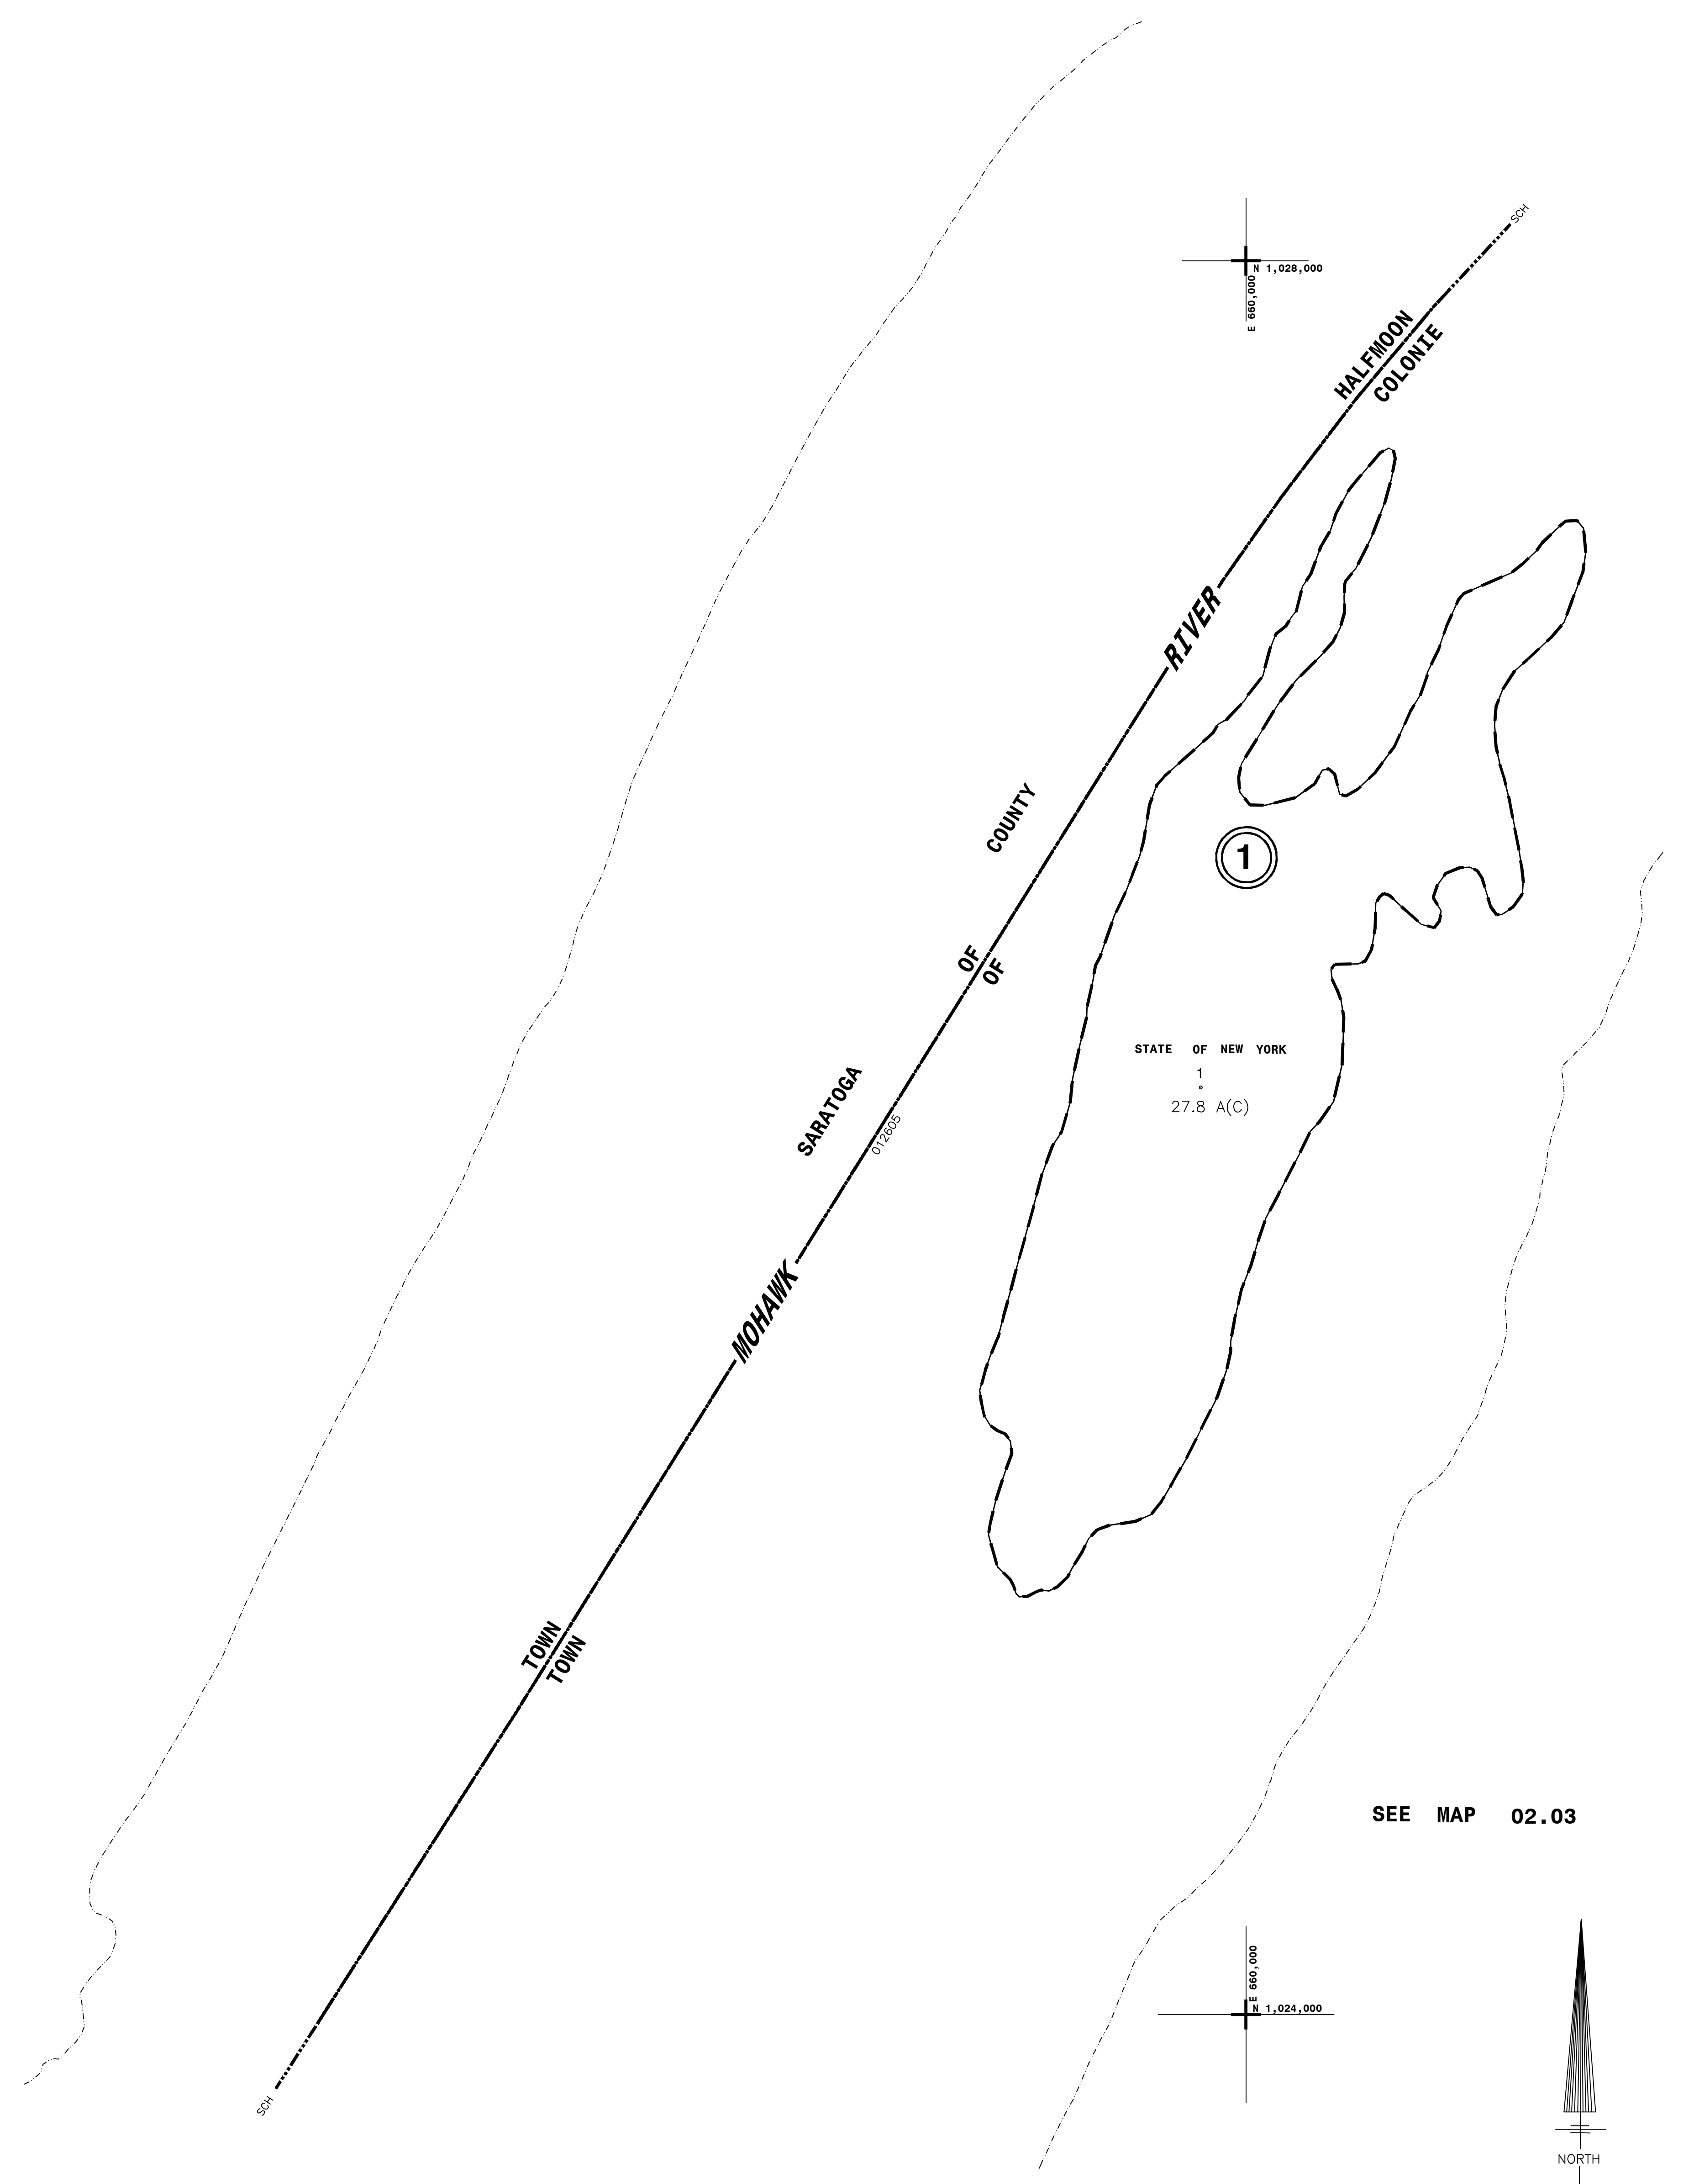 SCH
N 1,028,000
E 660,000
HALFMOON
COLONIE
RIVER
COUNTY
1
OF
OF
STATE OF NEW YORK
1
27.8 A(C)
SARATOGA
012605
MOHAWK
TOWN
TOWN
SEE MAP 02.03
E 660,000
N 1,024,000
SCH
NORTH